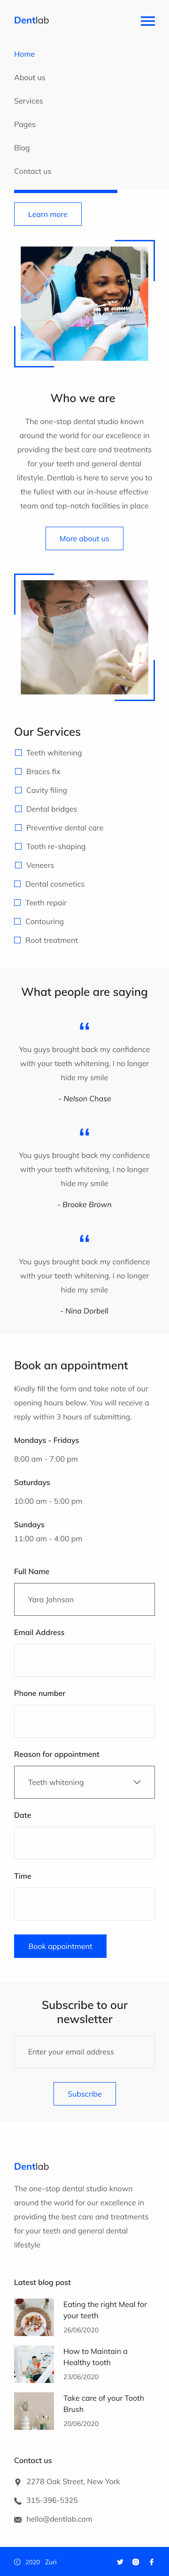 Dentlab
Home
About us
Services
Pages
Blog
Contact us
Learn more
Who we are
The one-stop dental studio known
around the world for our excellence in
providing the best care and treatments
for your teeth and general dental
lifestyle. Dentlab is here to serve you to
the fullest with our in-house effective
team and top-notch facilities in place
More about us
Our Services
Teeth whitening
Braces fix
Cavity filing
Dental bridges
Preventive dental care
Tooth re-shaping
Veneers
Dental cosmetics
Teeth repair
Contouring
Root treatment
What people are saying
“
You guys brought back my confidence
with your teeth whitening, I no longer
hide my smile
- Nelson Chase
“
You guys brought back my confidence
with your teeth whitening, I no longer
hide my smile
- Brooke Brown
“
You guys brought back my confidence
with your teeth whitening, I no longer
hide my smile
- Nina Dorbell
Book an appointment
Kindly fill the form and take note of our
opening hours below. You will receive a
reply within 3 hours of submitting.
Mondays - Fridays
8:00 am - 7:00 pm
Saturdays
10:00 am - 5:00 pm
Sundays
11:00 am - 4:00 pm
Full Name
Yara Johnson
Email Address
Phone number
Reason for appointment
Teeth whitening
Date
Time
Book appointment
Subscribe to our
newsletter
Enter your email address
Subscribe
Dentlab
The one-stop dental studio known
around the world for our excellence in
providing the best care and treatments
for your teeth and general dental
lifestyle
Latest blog post
Eating the right Meal for
your teeth
26/06/2020
How to Maintain a
Healthy tooth
23/06/2020
Take care of your Tooth
Brush
20/06/2020
Contact us
2278 Oak Street, New York
315-396-5325
hello@dentlab.com
© 2020 Zuri